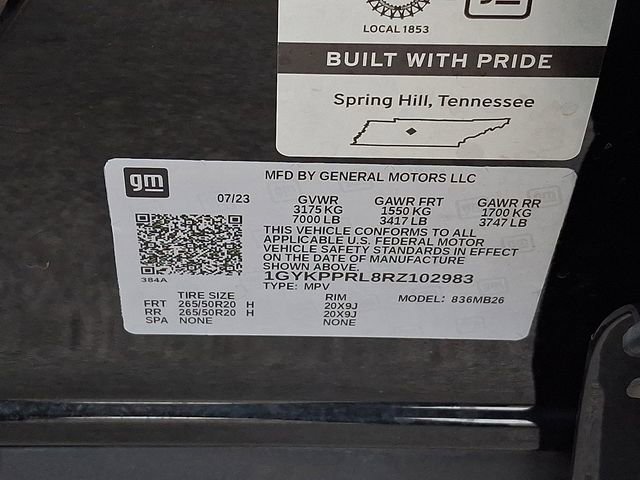 LOCAL 1853
BUILT WITH PRIDE
Spring Hill, Tennessee
gm
MFD BY GENERAL MOTORS LLC
07/23
GVWR GAWR FRT GAWR RR
3175 KG 1550 KG 1700 KG
7000 LB 3417 LB 3747 LB
THIS VEHICLE CONFORMS TO ALL
APPLICABLE U.S. FEDERAL MOTOR
VEHICLE SAFETY STANDARDS IN EFFECT
ON THE DATE OF MANUFACTURE
SHOWN ABOVE.
384A
1GYKPPRL8RZ102983
TYPE: MPV
TIRE SIZE RIM MODEL: 836MB26
FRT 265/50R20 H 20X9J
RR 265/50R20 H 20X9J
SPA NONE NONE